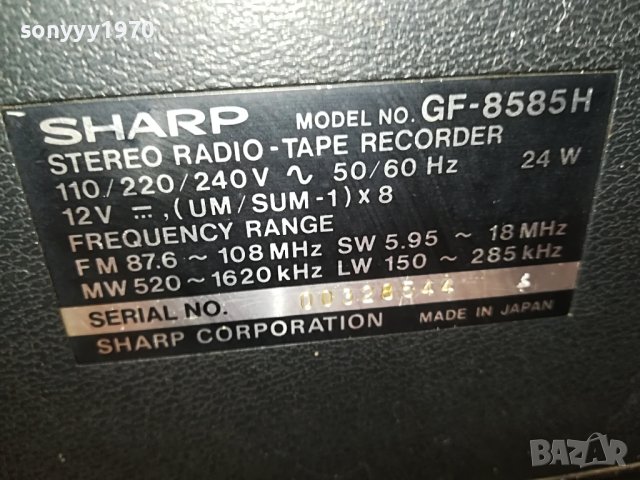 sonyyy1970
SHARP MODEL NO. GF-8585H
STEREO RADIO-TAPE RECORDER
110/220/240V ∿ 50/60 Hz 24 W
12V ⎓, (UM/SUM-1) x 8
FREQUENCY RANGE
FM 87.6 ~ 108 MHz SW 5.95 ~ 18 MHz
MW 520 ~ 1620 kHz LW 150 ~ 285 kHz
SERIAL NO.
SHARP CORPORATION MADE IN JAPAN
BAZAR